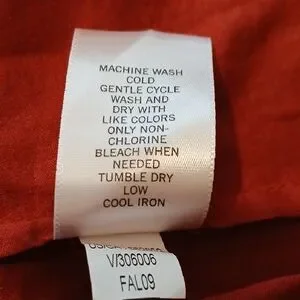 MACHINE WASH
COLD
GENTLE CYCLE
WASH AND
DRY WITH
LIKE COLORS
ONLY NON-
CHLORINE
BLEACH WHEN
NEEDED
TUMBLE DRY
LOW
COOL IRON
V/306006
FAL09